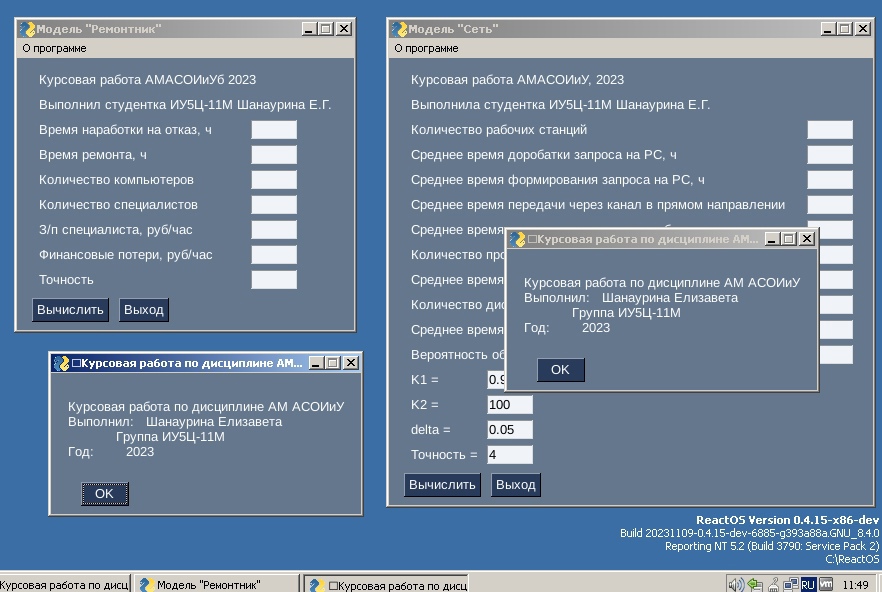 Модель "Ремонтник"
О программе
Курсовая работа АМАСОИиУб 2023
Выполнил студентка ИУ5Ц-11М Шанаурина Е.Г.
Время наработки на отказ, ч
Время ремонта, ч
Количество компьютеров
Количество специалистов
З/п специалиста, руб/час
Финансовые потери, руб/час
Точность
Вычислить Выход
Модель "Сеть"
О программе
Курсовая работа АМАСОИиУ, 2023
Выполнила студентка ИУ5Ц-11М Шанаурина Е.Г.
Количество рабочих станций
Среднее время доработки запроса на РС, ч
Среднее время формирования запроса на РС, ч
Среднее время передачи через канал в прямом направлении
Среднее время
Количество про
Среднее время
Количество дис
Среднее время
Вероятность об
K1 = 0.9
K2 = 100
delta = 0.05
Точность = 4
Вычислить Выход
Курсовая работа по дисциплине АМ...
Курсовая работа по дисциплине АМ АСОИиУ
Выполнил: Шанаурина Елизавета
Группа ИУ5Ц-11М
Год: 2023
OK
Курсовая работа по дисциплине АМ...
Курсовая работа по дисциплине АМ АСОИиУ
Выполнил: Шанаурина Елизавета
Группа ИУ5Ц-11М
Год: 2023
OK
ReactOS Version 0.4.15-x86-dev
Build 20231109-0.4.15-dev-6885-g393a88a.GNU_8.4.0
Reporting NT 5.2 (Build 3790: Service Pack 2)
C:\ReactOS
Курсовая работа по дисц
Модель "Ремонтник"
Курсовая работа по дисц
RU vm 11:49